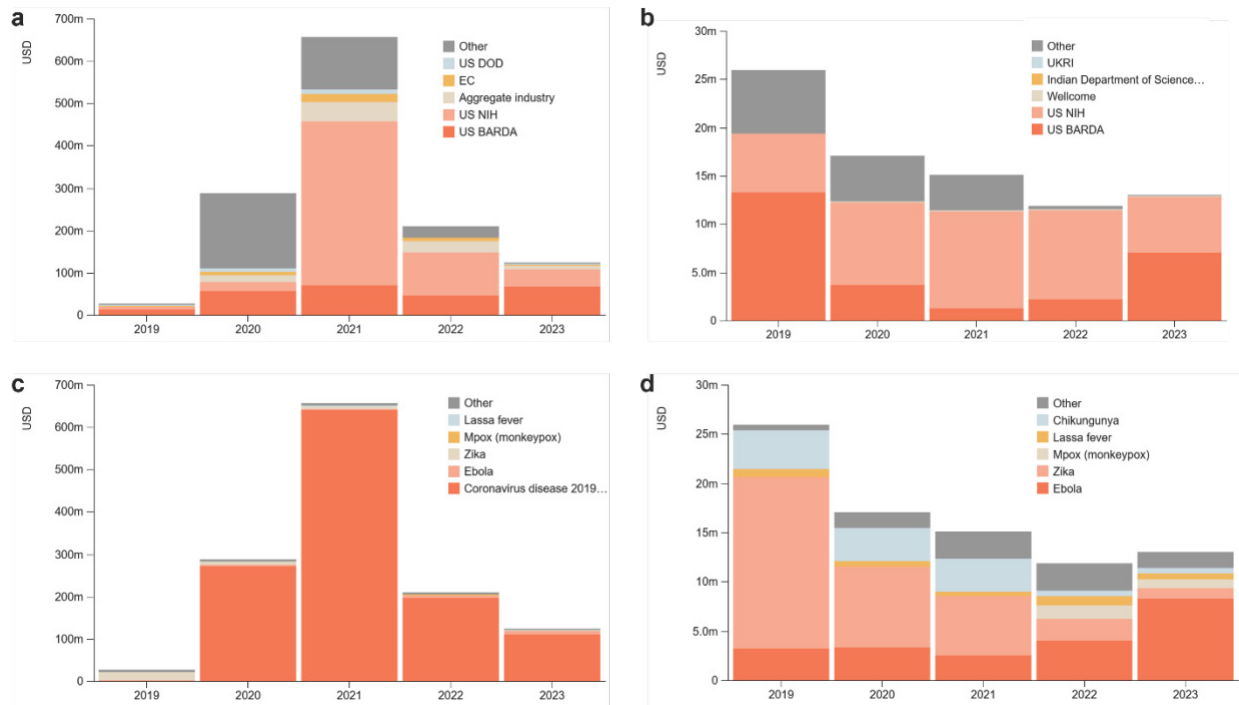 a
700m
600m
500m
400m
300m
200m
100m
0
USD
Other
US DOD
EC
Aggregate industry
US NIH
US BARDA
2019 2020 2021 2022 2023
b
30m
25m
20m
15m
10m
5.0m
0
USD
Other
UKRI
Indian Department of Science…
Wellcome
US NIH
US BARDA
2019 2020 2021 2022 2023
c
700m
600m
500m
400m
300m
200m
100m
0
USD
Other
Lassa fever
Mpox (monkeypox)
Zika
Ebola
Coronavirus disease 2019…
2019 2020 2021 2022 2023
d
30m
25m
20m
15m
10m
5.0m
0
USD
Other
Chikungunya
Lassa fever
Mpox (monkeypox)
Zika
Ebola
2019 2020 2021 2022 2023